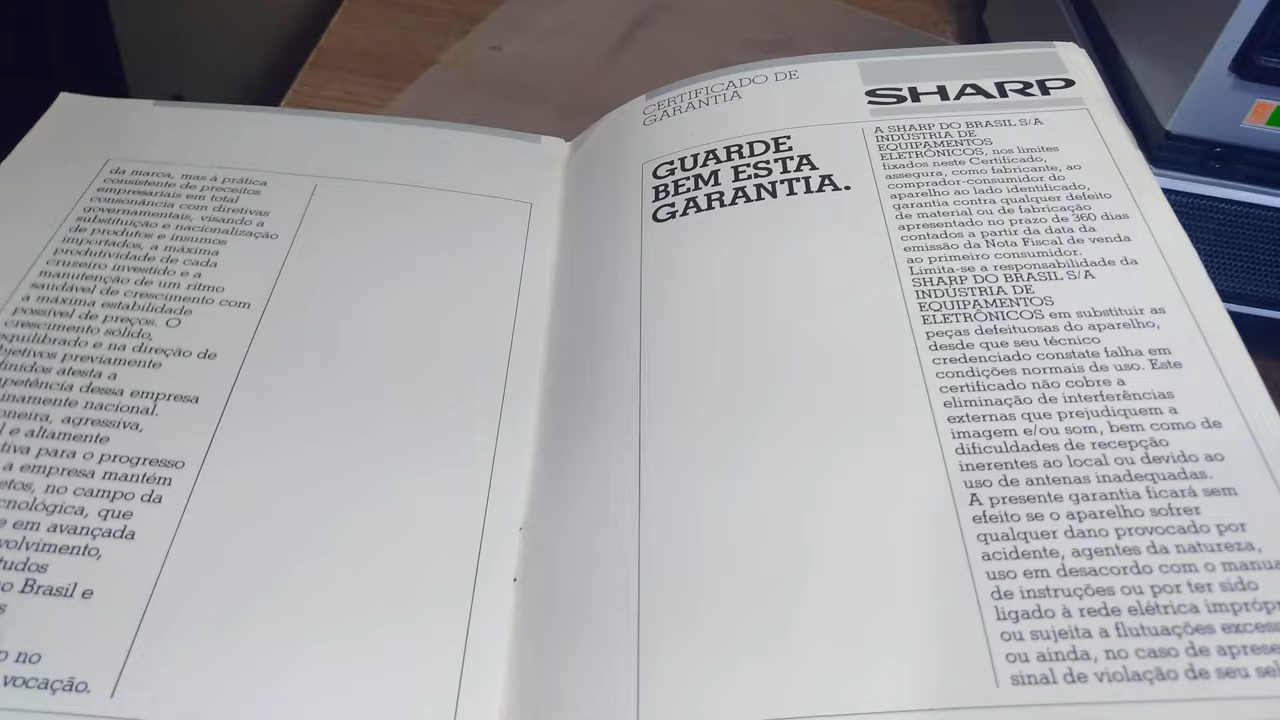 da marca, mas à prática
consistente de preceitos
empresariais em total
consonância com diretivas
governamentais, visando a
substituição e nacionalização
de produtos e insumos
importados, à máxima
produtividade de cada
cruzeiro investido e a
manutenção de um ritmo
saudável de crescimento com
a máxima estabilidade
possível de preços. O
crescimento sólido,
equilibrado e na direção de
objetivos previamente
finidos atesta a
petência dessa empresa
inamente nacional.
oneira, agressiva,
l e altamente
tiva para o progresso
a empresa mantém
etos, no campo da
cnológica, que
e em avançada
volvimento,
tudos
o Brasil e
s
o no
vocação.
CERTIFICADO DE
GARANTIA
SHARP
GUARDE
BEM ESTA
GARANTIA.
A SHARP DO BRASIL S/A
INDÚSTRIA DE
EQUIPAMENTOS
ELETRÔNICOS, nos limites
fixados neste Certificado,
assegura, como fabricante, ao
comprador-consumidor do
aparelho ao lado identificado,
garantia contra qualquer defeito
de material ou de fabricação
apresentado no prazo de 360 dias
contados a partir da data da
emissão da Nota Fiscal de venda
ao primeiro consumidor.
Limita-se a responsabilidade da
SHARP DO BRASIL S/A
INDÚSTRIA DE
EQUIPAMENTOS
ELETRÔNICOS em substituir as
peças defeituosas do aparelho,
desde que seu técnico
credenciado constate falha em
condições normais de uso. Este
certificado não cobre a
eliminação de interferências
externas que prejudiquem a
imagem e/ou som, bem como de
dificuldades de recepção
inerentes ao local ou devido ao
uso de antenas inadequadas.
A presente garantia ficará sem
efeito se o aparelho sofrer
qualquer dano provocado por
acidente, agentes da natureza,
uso em desacordo com o manua
de instruções ou por ter sido
ligado à rede elétrica imprópr
ou sujeita a flutuações excess
ou ainda, no caso de aprese
sinal de violação de seu se